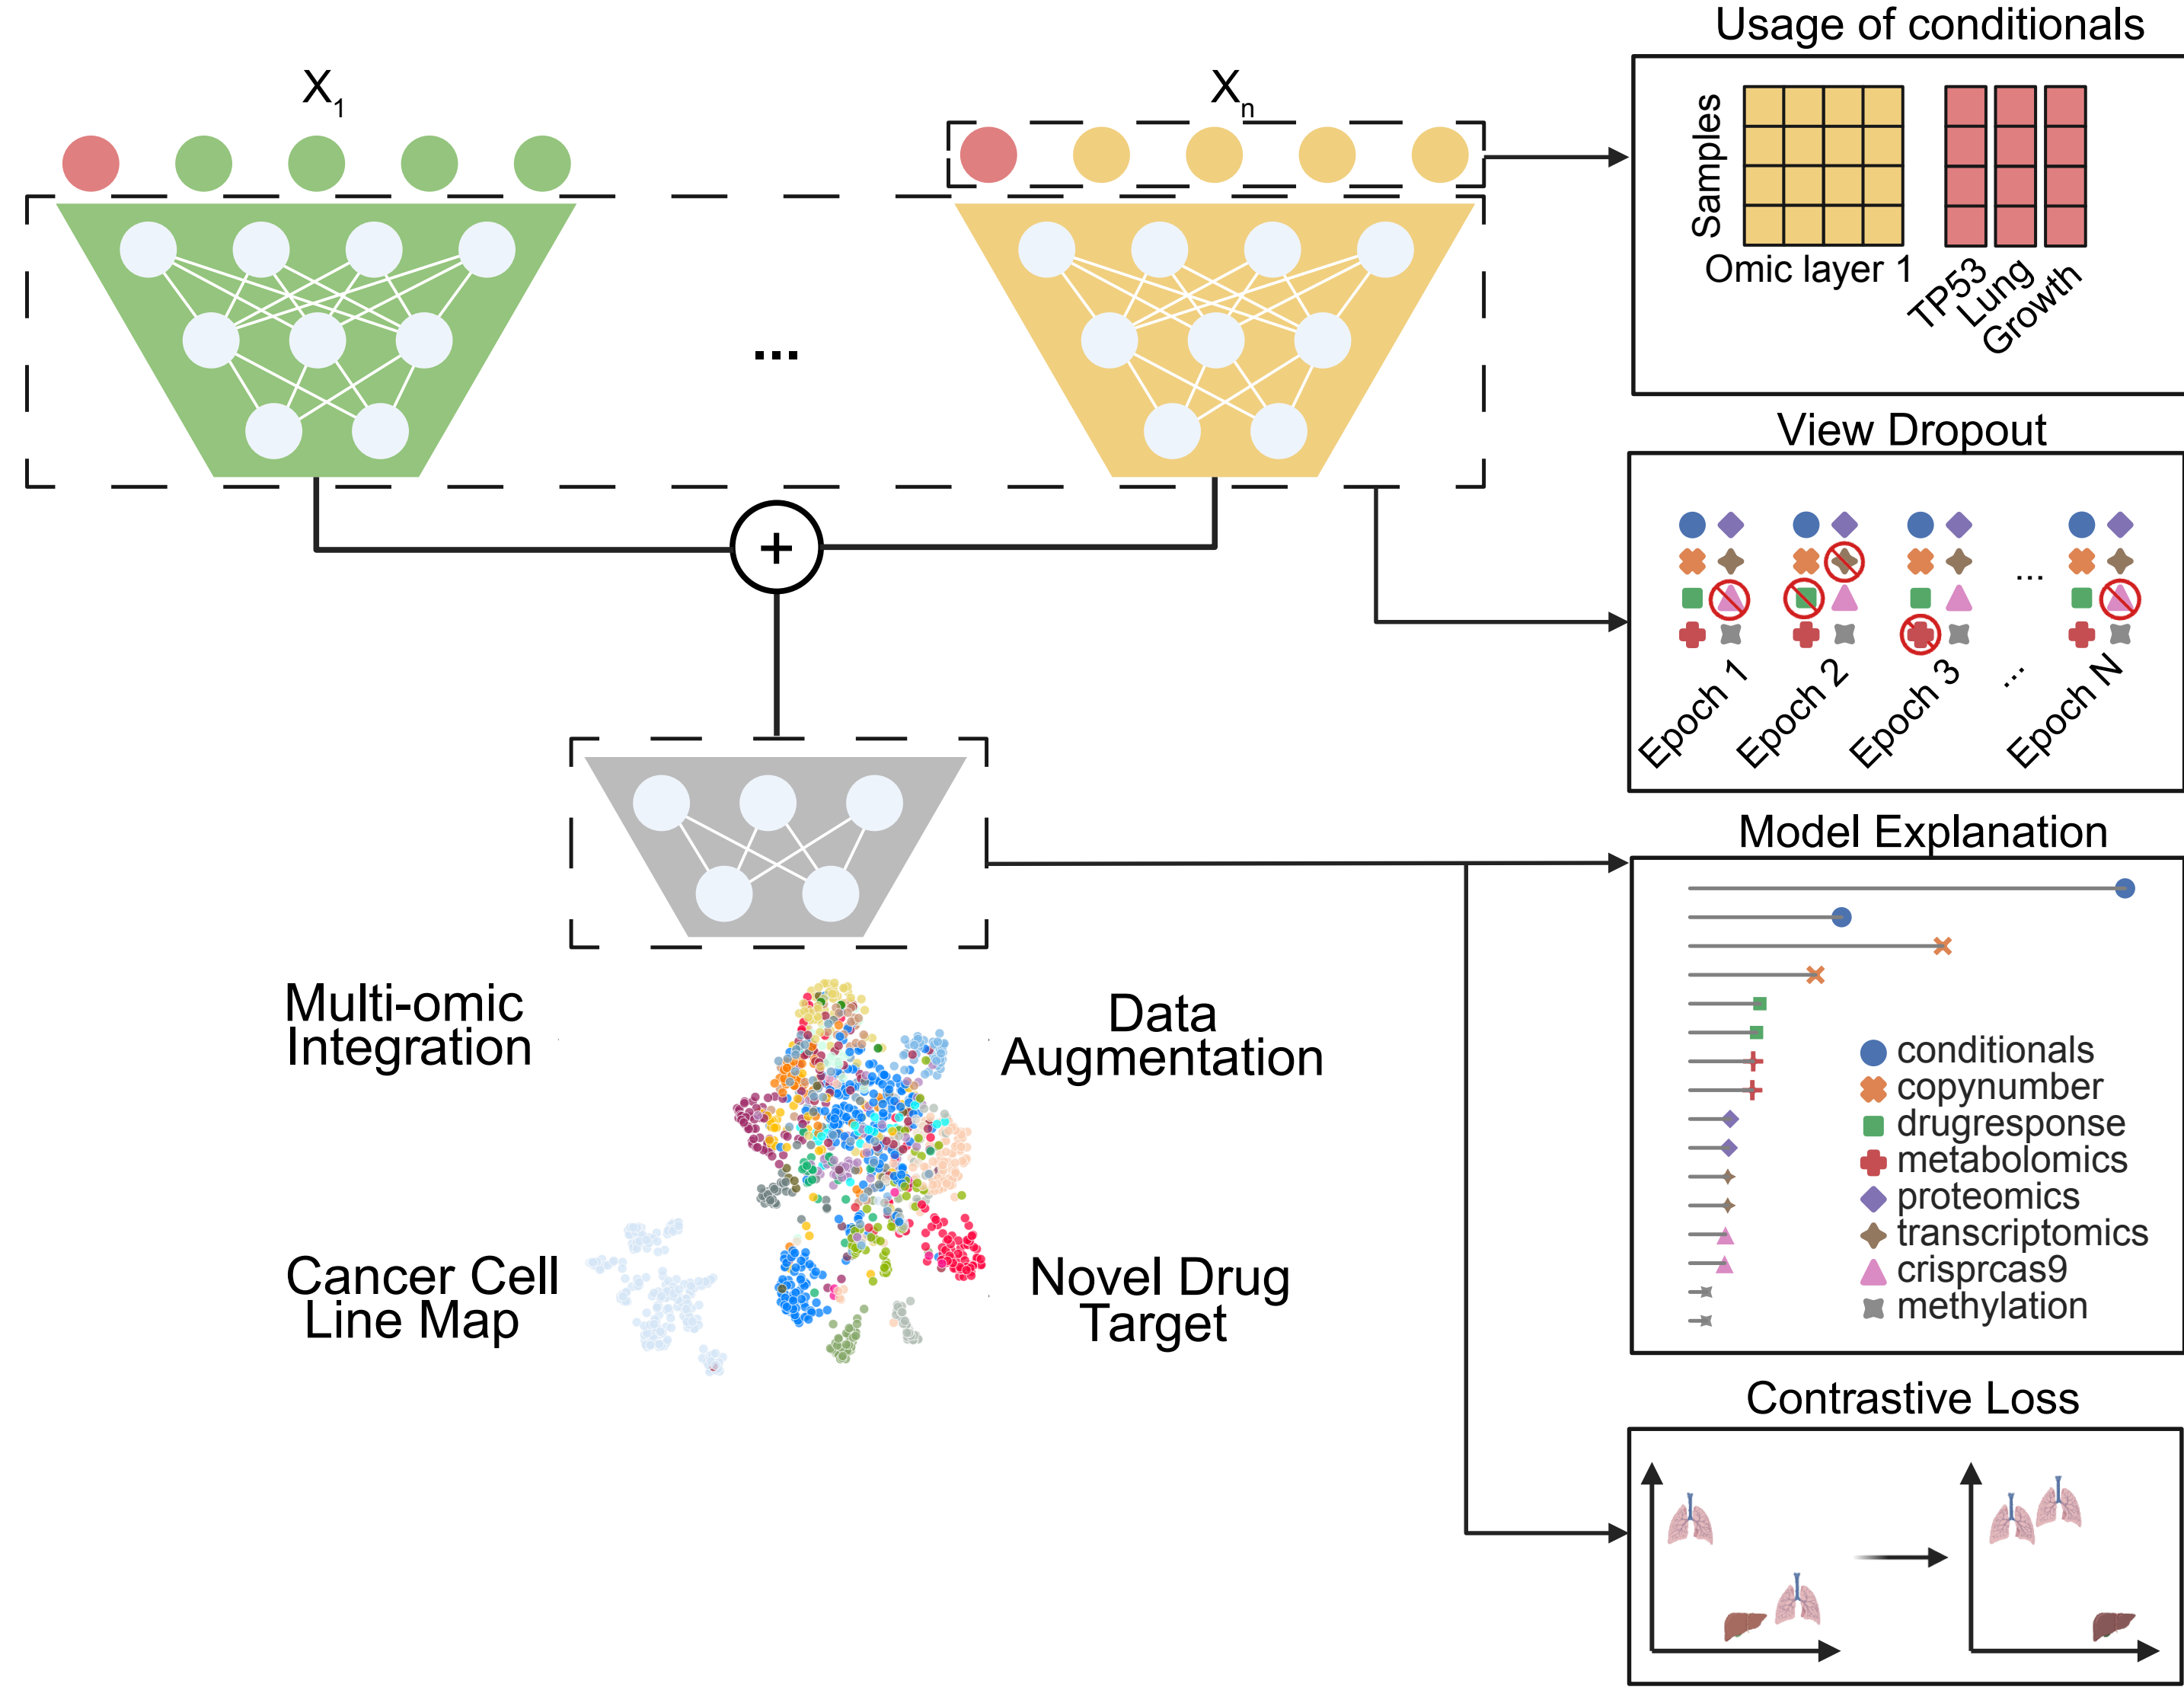 X1
Xn
...
+
Usage of conditionals
Samples
Omic layer 1
TP53
Lung
Growth
View Dropout
...
Epoch 1
Epoch 2
Epoch 3
...
Epoch N
Model Explanation
conditionals
copynumber
drugresponse
metabolomics
proteomics
transcriptomics
crisprcas9
methylation
Multi-omic
Integration
Data
Augmentation
Cancer Cell
Line Map
Novel Drug
Target
Contrastive Loss